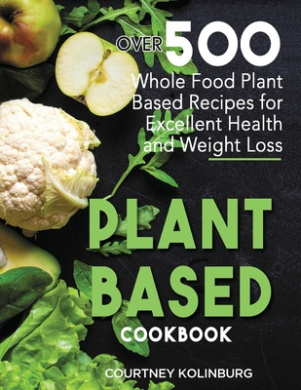 OVER 500
Whole Food Plant
Based Recipes for
Excellent Health
and Weight Loss
PLANT
BASED
COOKBOOK
COURTNEY KOLINBURG